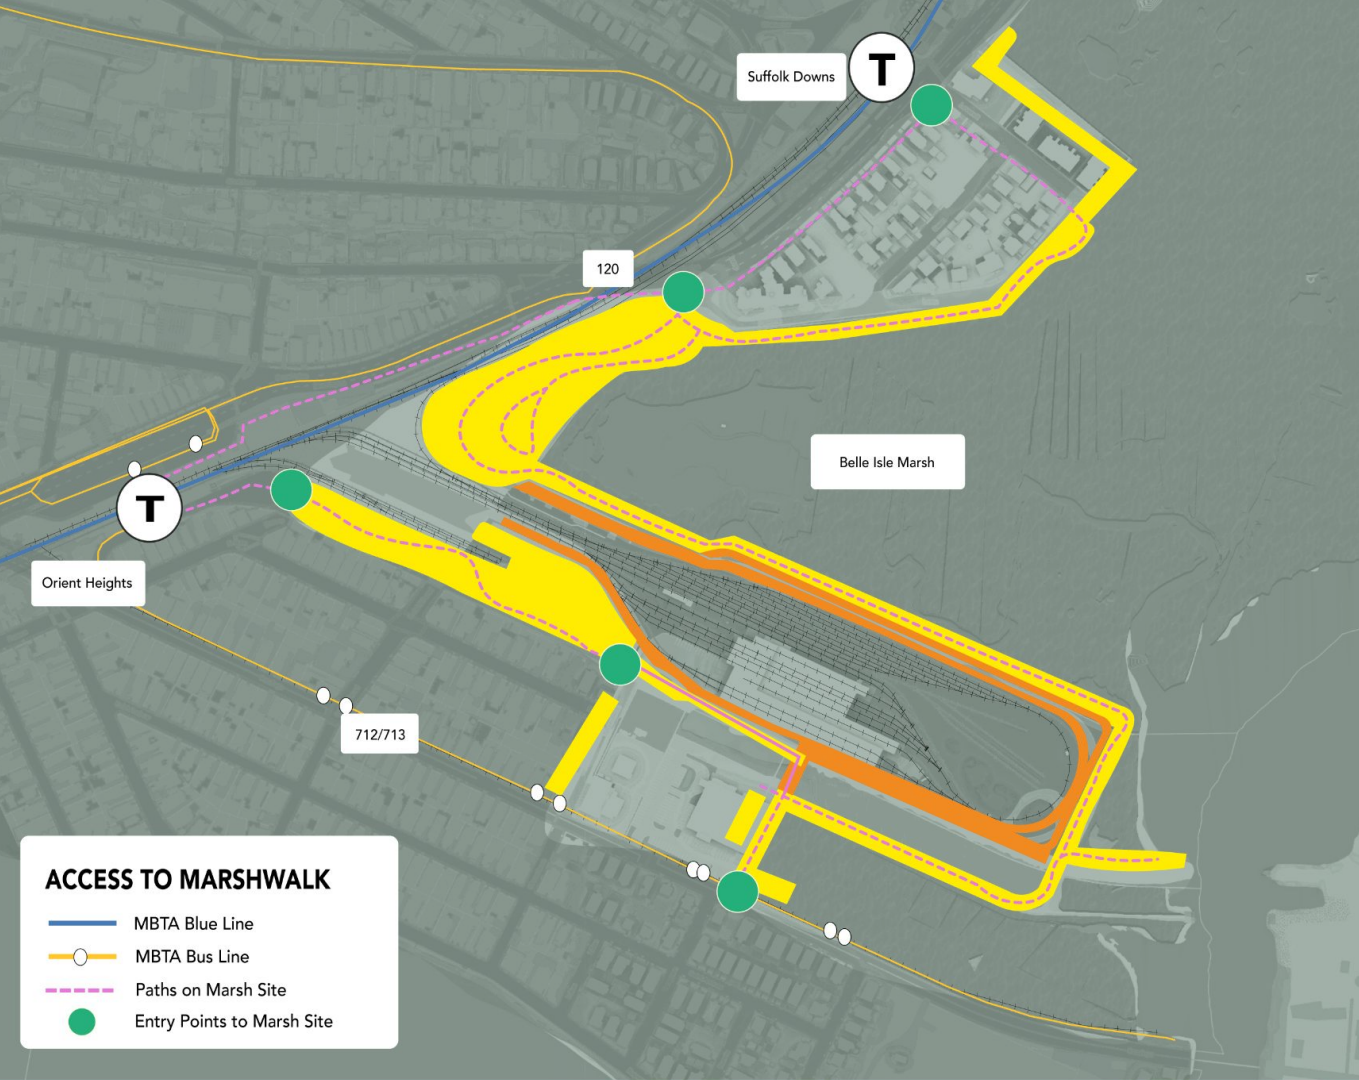 T
Suffolk Downs
120
Belle Isle Marsh
T
Orient Heights
712/713
ACCESS TO MARSHWALK
MBTA Blue Line
MBTA Bus Line
Paths on Marsh Site
Entry Points to Marsh Site